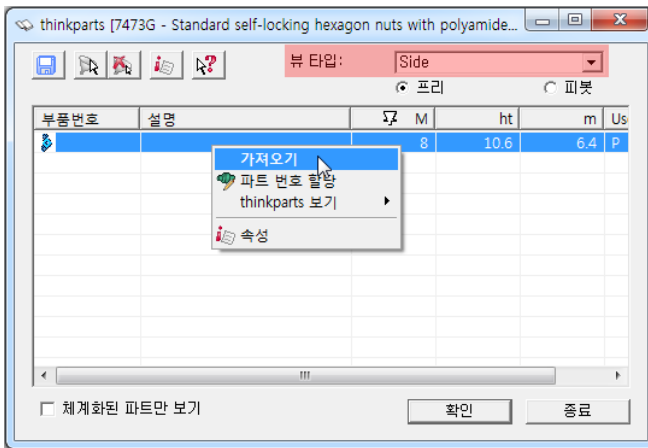 thinkparts [7473G - Standard self-locking hexagon nuts with polyamide...
뷰 타입: Side
프리 피봇
부품번호 설명 M ht m Us
8 10.6 6.4 P
가져오기
파트 번호 할당
thinkparts 보기
속성
체계화된 파트만 보기
확인 종료